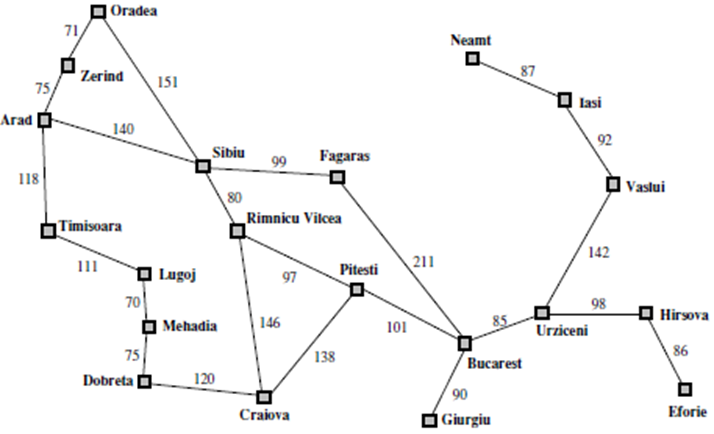 Oradea
71
Neamt
Zerind
87
151
75
Iasi
Arad
140
92
Sibiu
Fagaras
99
118
80
Vaslui
Timisoara
Rimnicu Vilcea
142
111
Lugoj
97
Pitesti
211
70
98
Mehadia
146
101
85
Urziceni
Hirsova
75
138
86
Dobreta
120
Bucarest
90
Craiova
Giurgiu
Eforie